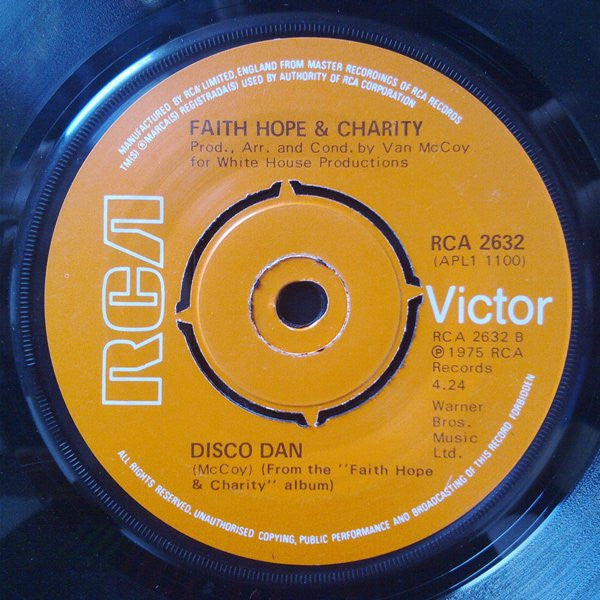 MANUFACTURED BY RCA LIMITED, ENGLAND FROM MASTER RECORDINGS OF RCA RECORDS
TM(S) ® MARCA(S) REGISTRADA(S) USED BY AUTHORITY OF RCA CORPORATION
FAITH HOPE & CHARITY
Prod., Arr. and Cond. by Van McCoy
for White House Productions
RCA
RCA 2632
(APL1 1100)
Victor
RCA 2632 B
℗ 1975 RCA
Records
4.24
Warner
Bros.
Music
Ltd.
DISCO DAN
(McCoy) (From the "Faith Hope
& Charity" album)
ALL RIGHTS RESERVED. UNAUTHORISED COPYING, PUBLIC PERFORMANCE AND BROADCASTING OF THIS RECORD FORBIDDEN